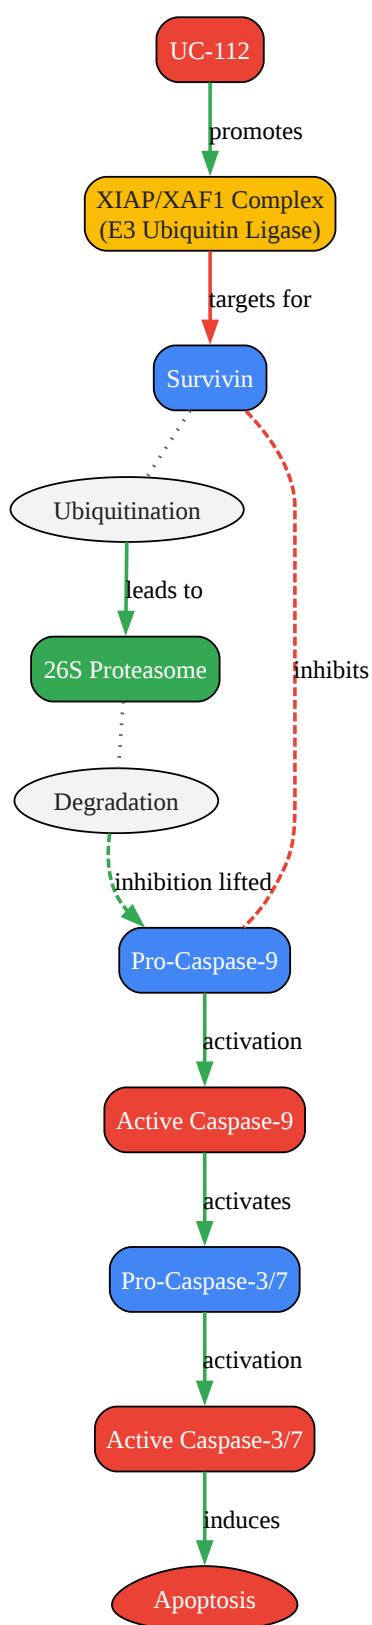 UC-112
promotes
XIAP/XAF1 Complex
(E3 Ubiquitin Ligase)
targets for
Survivin
Ubiquitination
leads to
26S Proteasome
inhibits
Degradation
inhibition lifted
Pro-Caspase-9
activation
Active Caspase-9
activates
Pro-Caspase-3/7
activation
Active Caspase-3/7
induces
Apoptosis